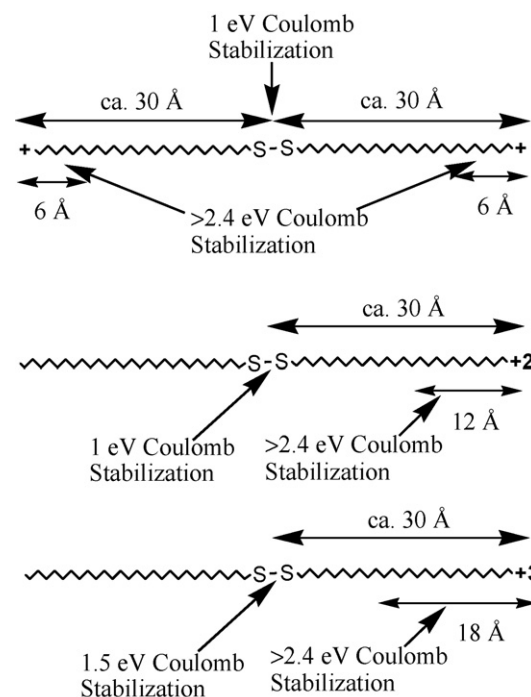 1 eV Coulomb
Stabilization
ca. 30 Å ca. 30 Å
+ S-S +
6 Å >2.4 eV Coulomb 6 Å
Stabilization
ca. 30 Å
S-S +2
12 Å
1 eV Coulomb >2.4 eV Coulomb
Stabilization Stabilization
ca. 30 Å
S-S +3
18 Å
1.5 eV Coulomb >2.4 eV Coulomb
Stabilization Stabilization